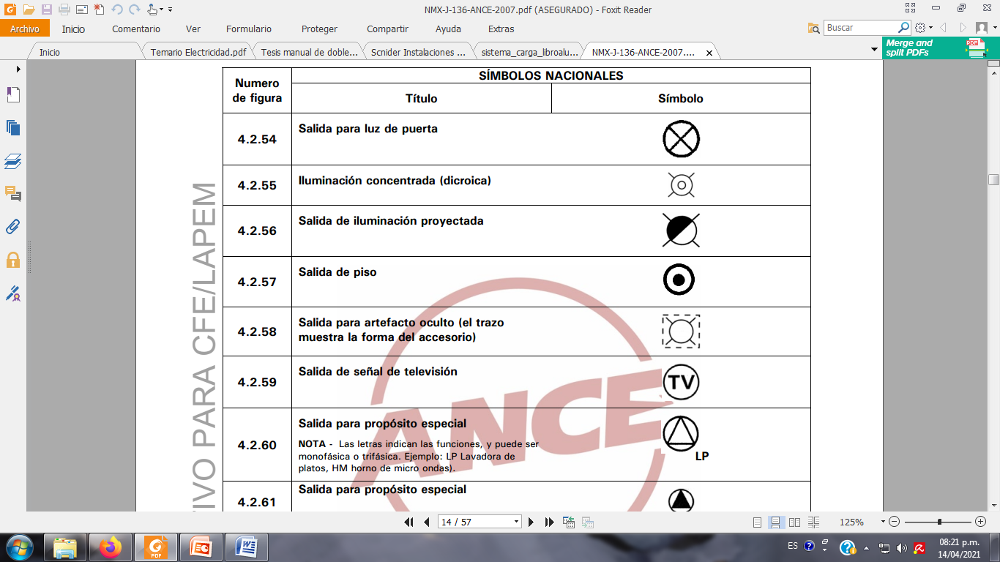 NMX-J-136-ANCE-2007.pdf (ASEGURADO) - Foxit Reader
Archivo Inicio Comentario Ver Formulario Proteger Compartir Ayuda Extras Buscar
Inicio Temario Electricidad.pdf Tesis manual de doble... Scnider Instalaciones ... sistema_carga_libroalu... NMX-J-136-ANCE-2007....
Merge and
split PDFs
PDF
Numero
de figura
SÍMBOLOS NACIONALES
Título Símbolo
4.2.54 Salida para luz de puerta
4.2.55 Iluminación concentrada (dicroica)
4.2.56 Salida de iluminación proyectada
4.2.57 Salida de piso
4.2.58 Salida para artefacto oculto (el trazo
muestra la forma del accesorio)
4.2.59 Salida de señal de televisión
TV
4.2.60 Salida para propósito especial
NOTA - Las letras indican las funciones, y puede ser
monofásica o trifásica. Ejemplo: LP Lavadora de
platos, HM horno de micro ondas).
LP
4.2.61 Salida para propósito especial
IVO PARA CFE/LAPEM
ANCE
14 / 57
125%
PDF
ES
08:21 p.m.
14/04/2021